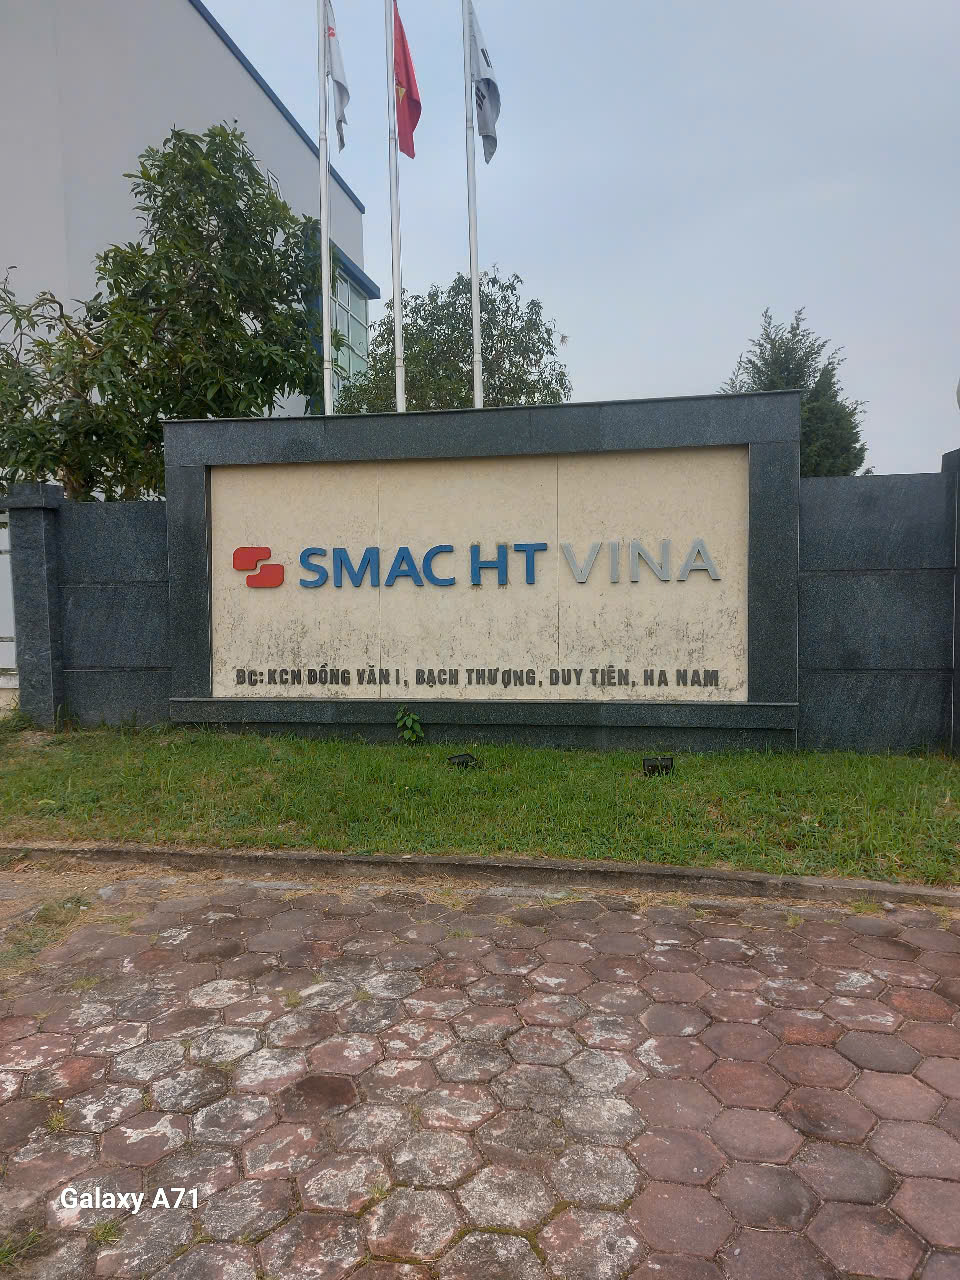 SMAC HT VINA
ĐC: KCN ĐỒNG VĂN I, BẠCH THƯỢNG, DUY TIÊN, HA NAM
Galaxy A71